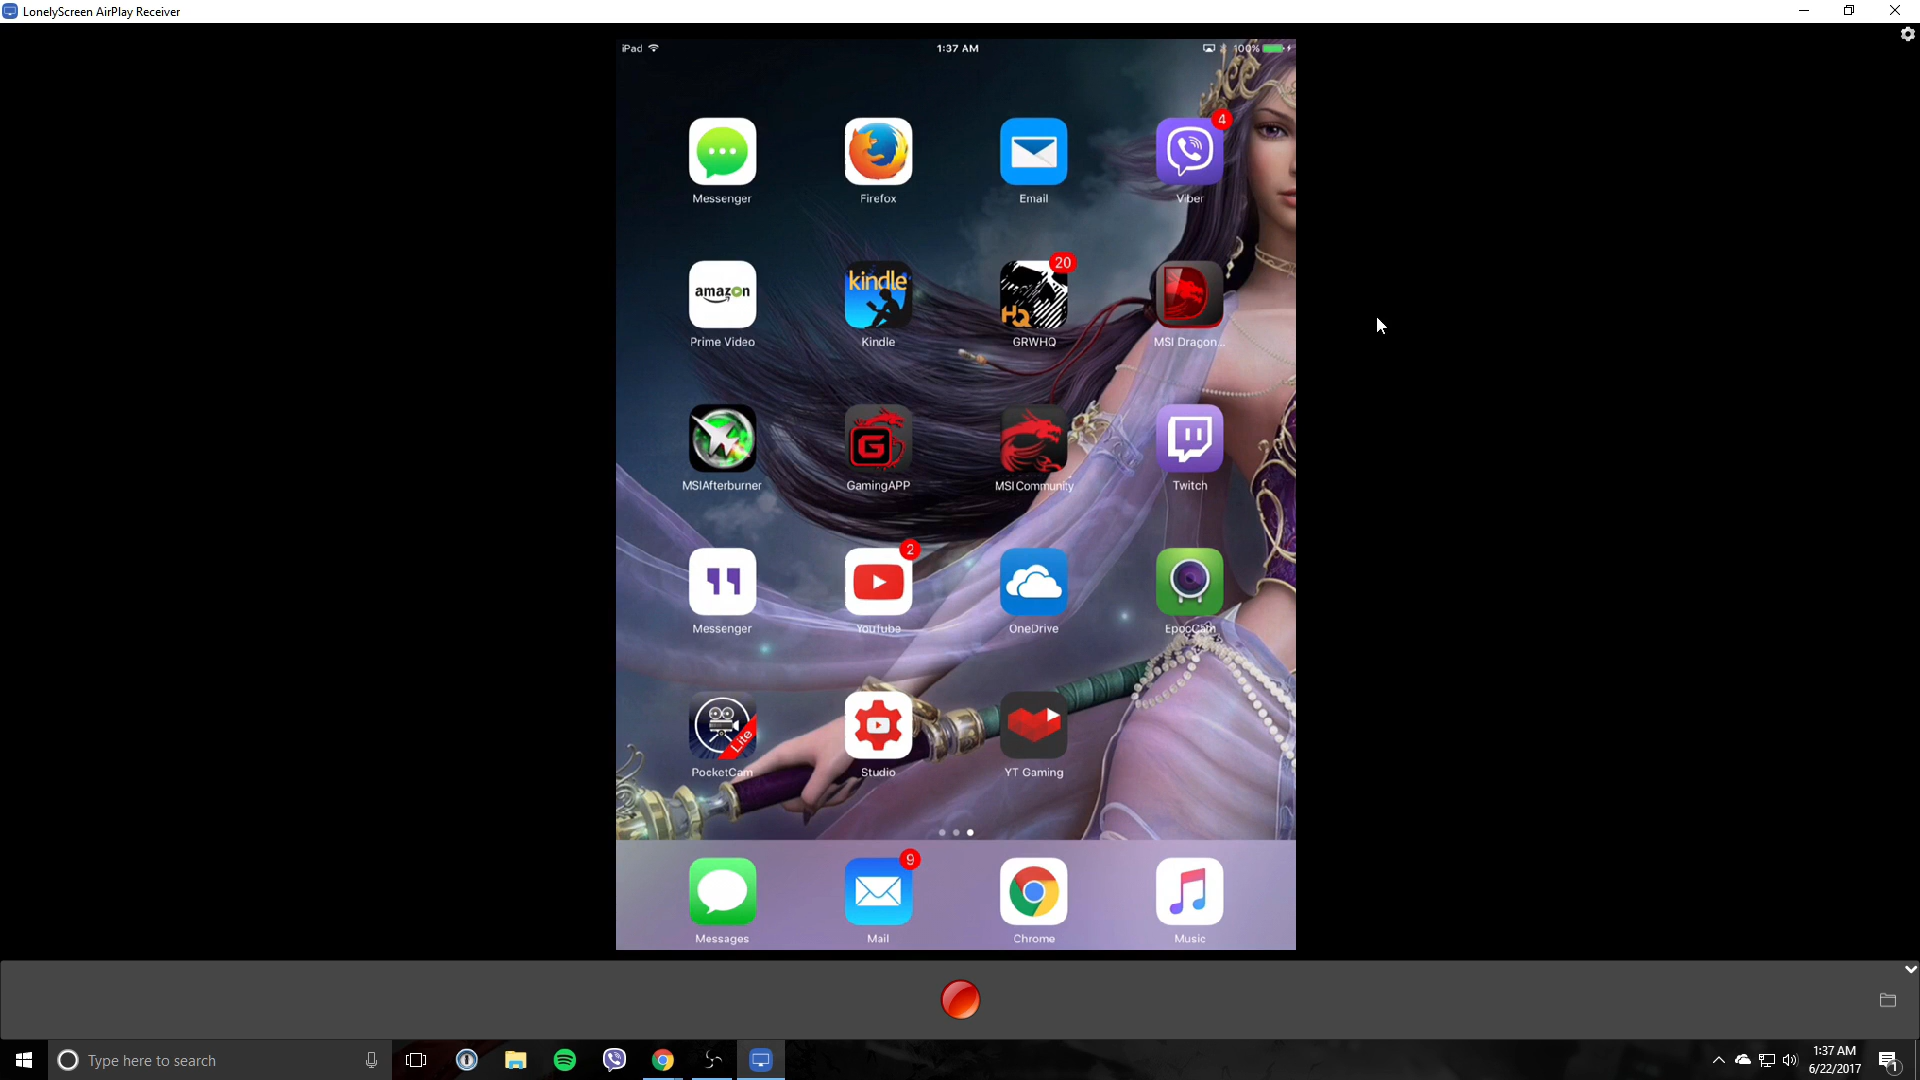 LonelyScreen AirPlay Receiver
iPad 1:37 AM 100%
4
Messenger Firefox Email Viber
20
amazon kindle HQ
Prime Video Kindle GRWHQ MSI Dragon...
G
MSIAfterburner GamingAPP MSICommunity Twitch
2
Messenger YouTube OneDrive EpocCam
Lite
PocketCam Studio YT Gaming
9
Messages Mail Chrome Music
Type here to search
1:37 AM
6/22/2017
1